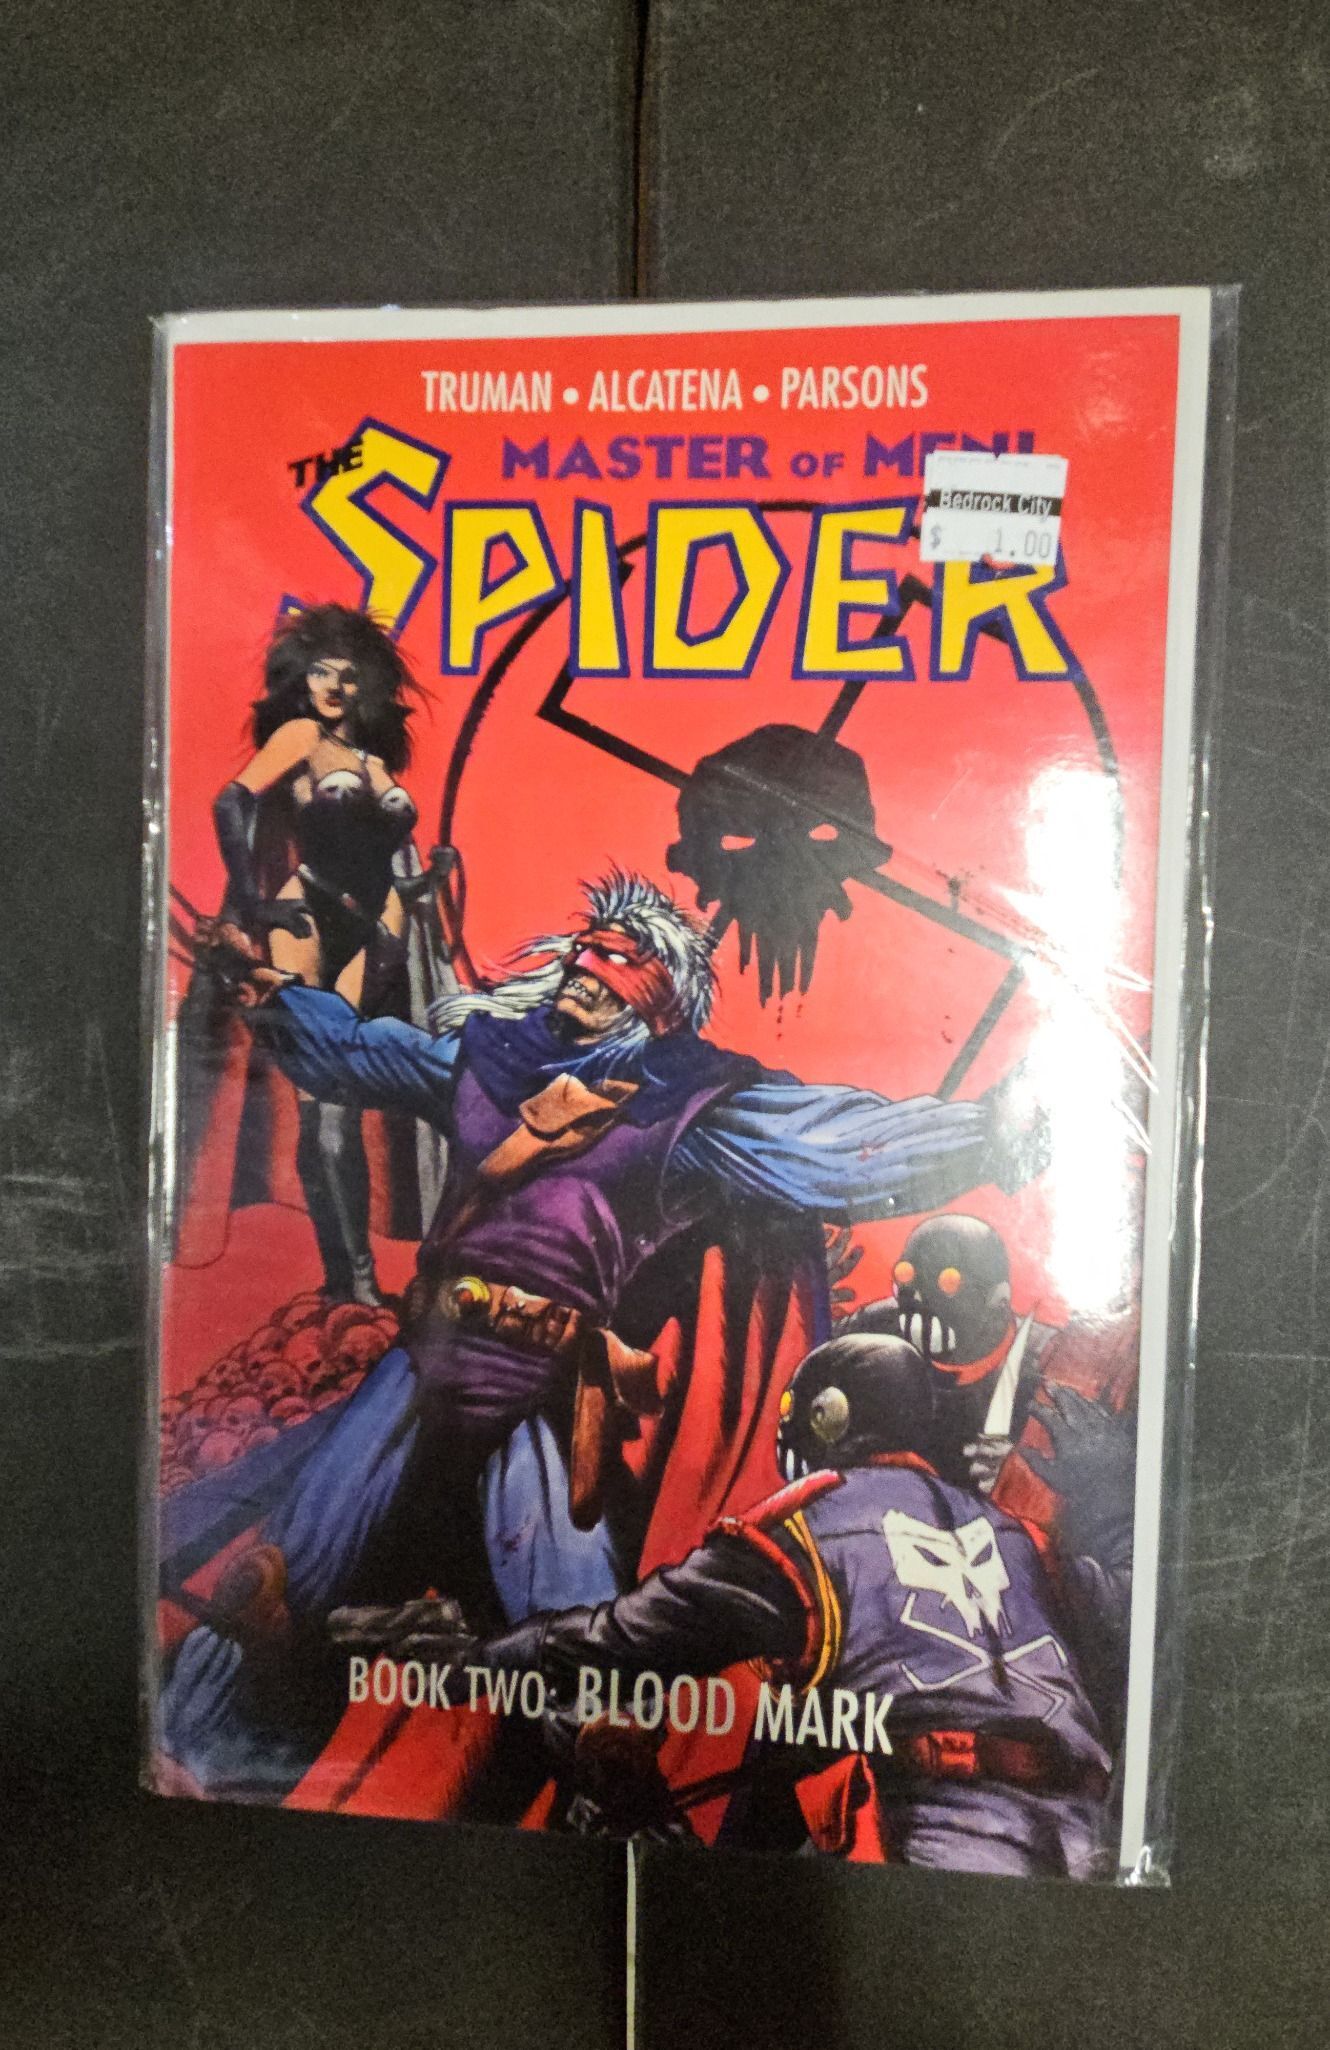 TRUMAN • ALCATENA • PARSONS
MASTER OF MEN!
THE
SPIDER
Bedrock City
$ 1.00
BOOK TWO: BLOOD MARK